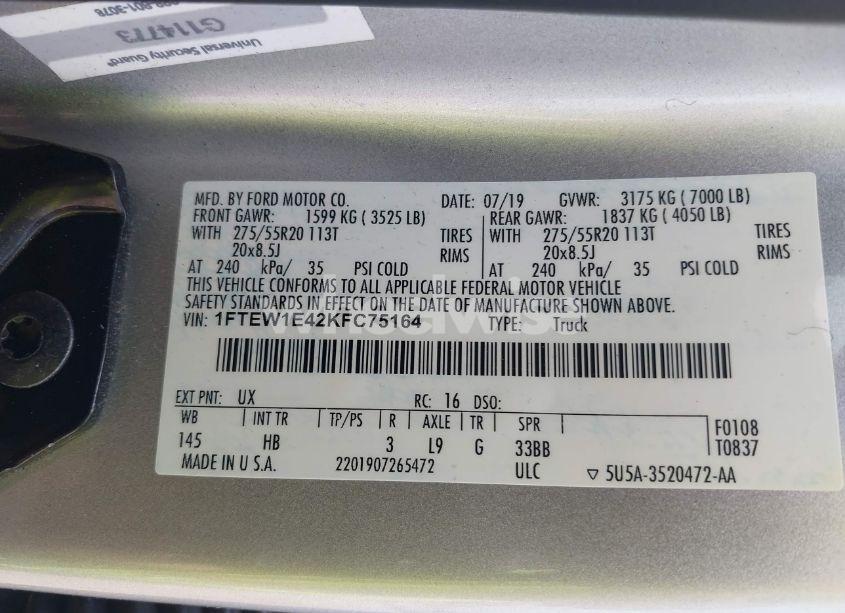 G114773
Universal Security Guard®
MFD. BY FORD MOTOR CO. DATE: 07/19 GVWR: 3175 KG ( 7000 LB)
FRONT GAWR: 1599 KG ( 3525 LB) REAR GAWR: 1837 KG ( 4050 LB)
WITH 275/55R20 113T TIRES WITH 275/55R20 113T TIRES
20x8.5J RIMS 20x8.5J RIMS
AT 240 kPa/ 35 PSI COLD AT 240 kPa/ 35 PSI COLD
THIS VEHICLE CONFORMS TO ALL APPLICABLE FEDERAL MOTOR VEHICLE
SAFETY STANDARDS IN EFFECT ON THE DATE OF MANUFACTURE SHOWN ABOVE.
VIN: 1FTEW1E42KFC75164 TYPE: Truck
EXT PNT: UX RC: 16 DSO:
WB INT TR TP/PS R AXLE TR SPR F0108
145 HB 3 L9 G 33BB T0837
MADE IN U S.A. 2201907265472 ULC ▽ 5U5A-3520472-AA